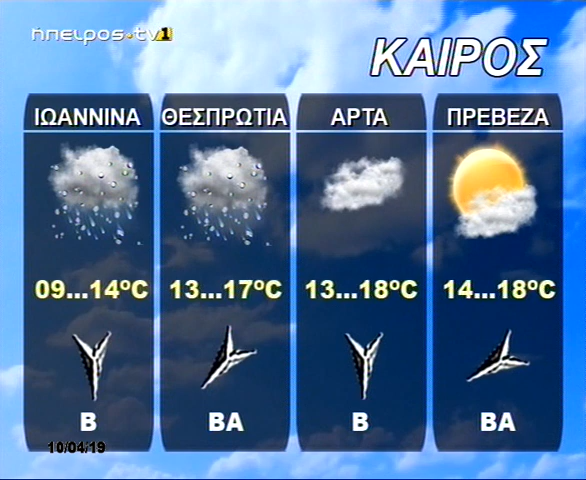 ήπειρος·tv1
ΚΑΙΡΟΣ
ΙΩΑΝΝΙΝΑ ΘΕΣΠΡΩΤΙΑ ΑΡΤΑ ΠΡΕΒΕΖΑ
09...14ºC 13...17ºC 13...18ºC 14...18ºC
Β ΒΑ Β ΒΑ
10/04/19